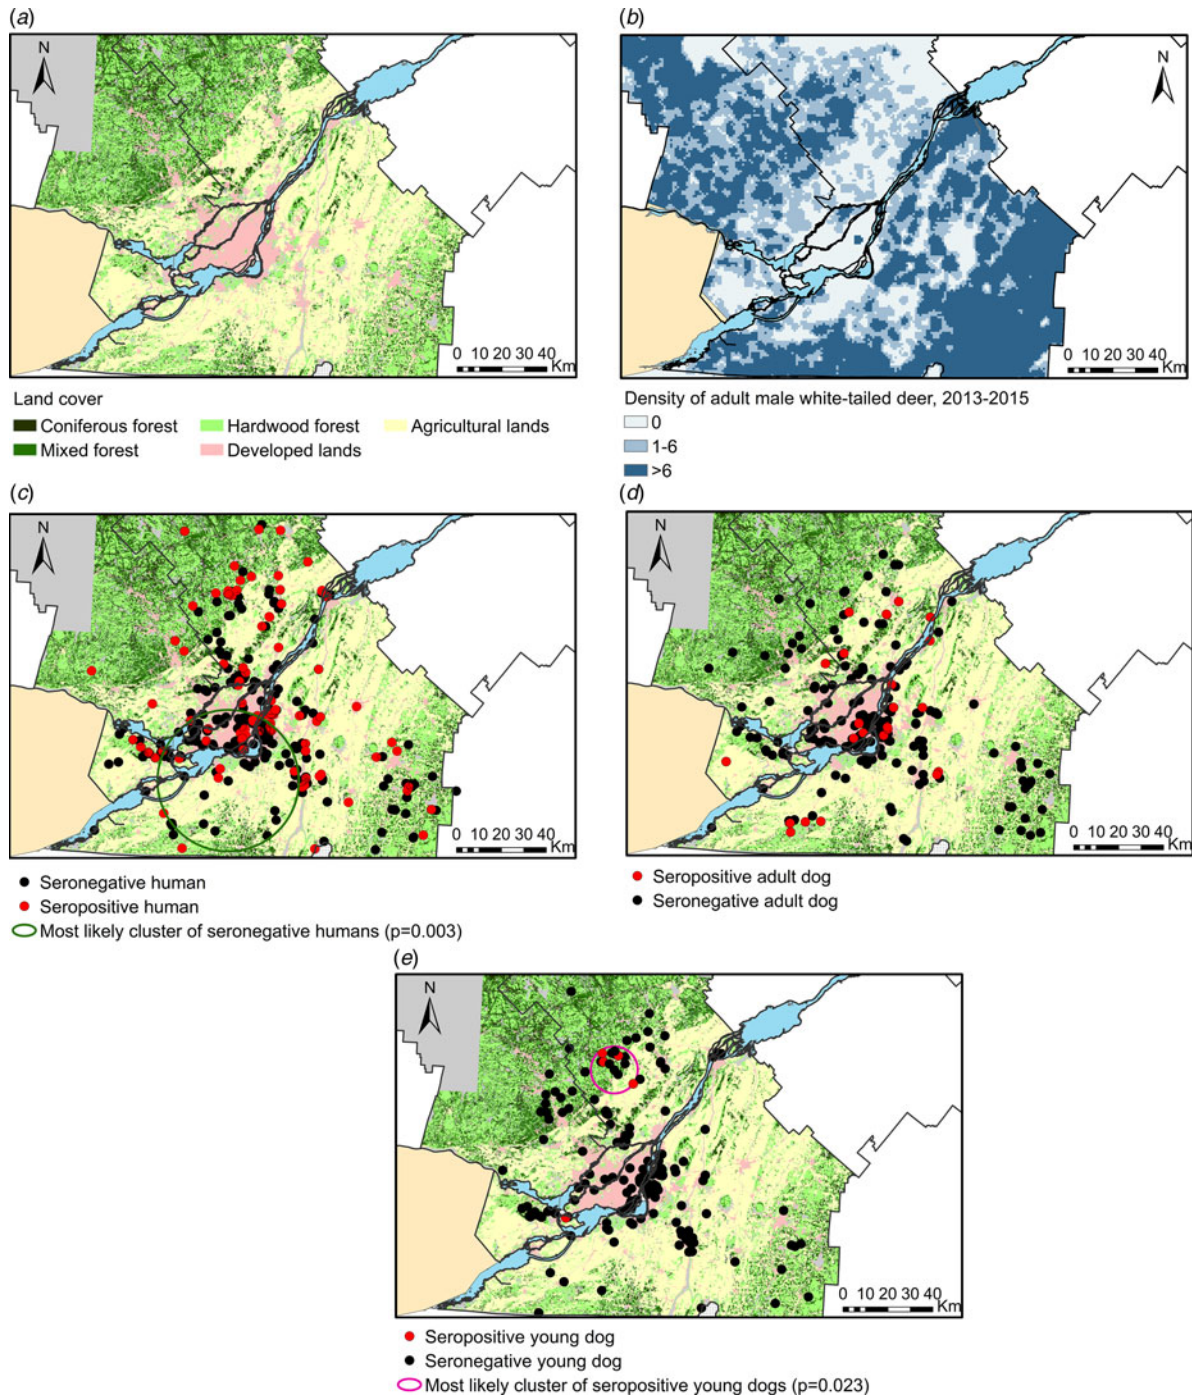 (a)
(b)
N
N
0 10 20 30 40
Km
0 10 20 30 40
Km
Land cover
Coniferous forest
Hardwood forest
Agricultural lands
Mixed forest
Developed lands
Density of adult male white-tailed deer, 2013-2015
0
1-6
>6
(c)
(d)
N
N
0 10 20 30 40
Km
0 10 20 30 40
Km
Seronegative human
Seropositive human
Most likely cluster of seronegative humans (p=0.003)
Seropositive adult dog
Seronegative adult dog
(e)
N
0 10 20 30 40
Km
Seropositive young dog
Seronegative young dog
Most likely cluster of seropositive young dogs (p=0.023)